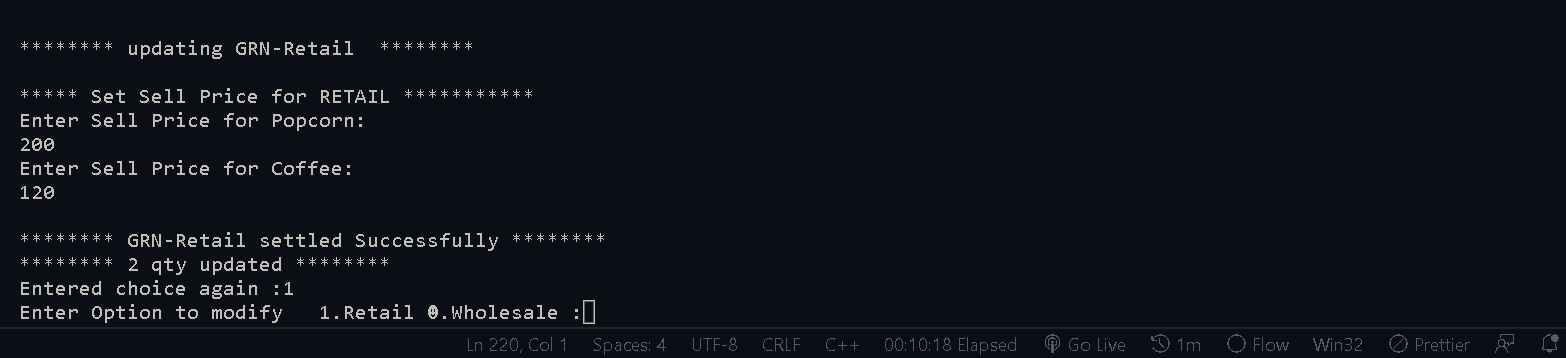 ******** updating GRN-Retail  ********
***** Set Sell Price for RETAIL ***********
Enter Sell Price for Popcorn:
200
Enter Sell Price for Coffee:
120
******** GRN-Retail settled Successfully ********
******** 2 qty updated ********
Entered choice again :1
Enter Option to modify   1.Retail 0.Wholesale :
Ln 220, Col 1 Spaces: 4 UTF-8 CRLF C++ 00:10:18 Elapsed Go Live 1m Flow Win32 Prettier